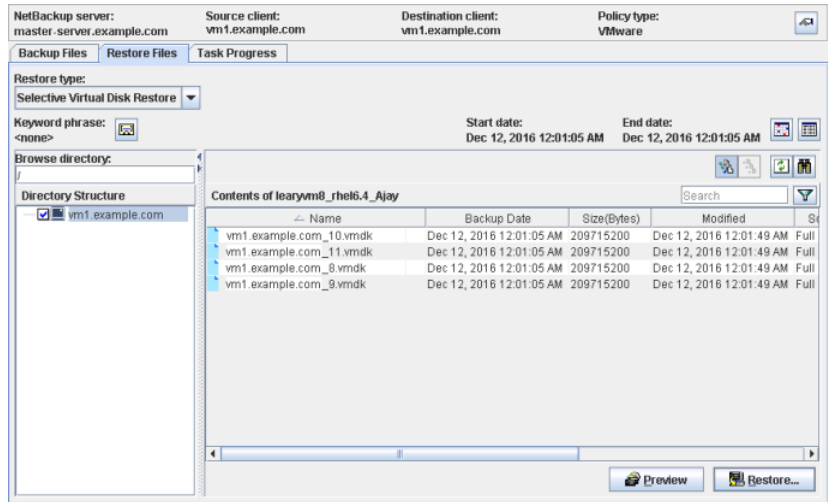 NetBackup server: Source client: Destination client: Policy type:
master-server.example.com vm1.example.com vm1.example.com VMware
Backup Files Restore Files Task Progress
Restore type:
Selective Virtual Disk Restore
Keyword phrase: Start date: End date:
<none> Dec 12, 2016 12:01:05 AM Dec 12, 2016 12:01:05 AM
Browse directory:
/
Directory Structure Contents of learyvm8_rhel6.4_Ajay Search
vm1.example.com
Name Backup Date Size(Bytes) Modified
vm1.example.com_10.vmdk Dec 12, 2016 12:01:05 AM 209715200 Dec 12, 2016 12:01:49 AM Full
vm1.example.com_11.vmdk Dec 12, 2016 12:01:05 AM 209715200 Dec 12, 2016 12:01:49 AM Full
vm1.example.com_8.vmdk Dec 12, 2016 12:01:05 AM 209715200 Dec 12, 2016 12:01:49 AM Full
vm1.example.com_9.vmdk Dec 12, 2016 12:01:05 AM 209715200 Dec 12, 2016 12:01:49 AM Full
Preview Restore...